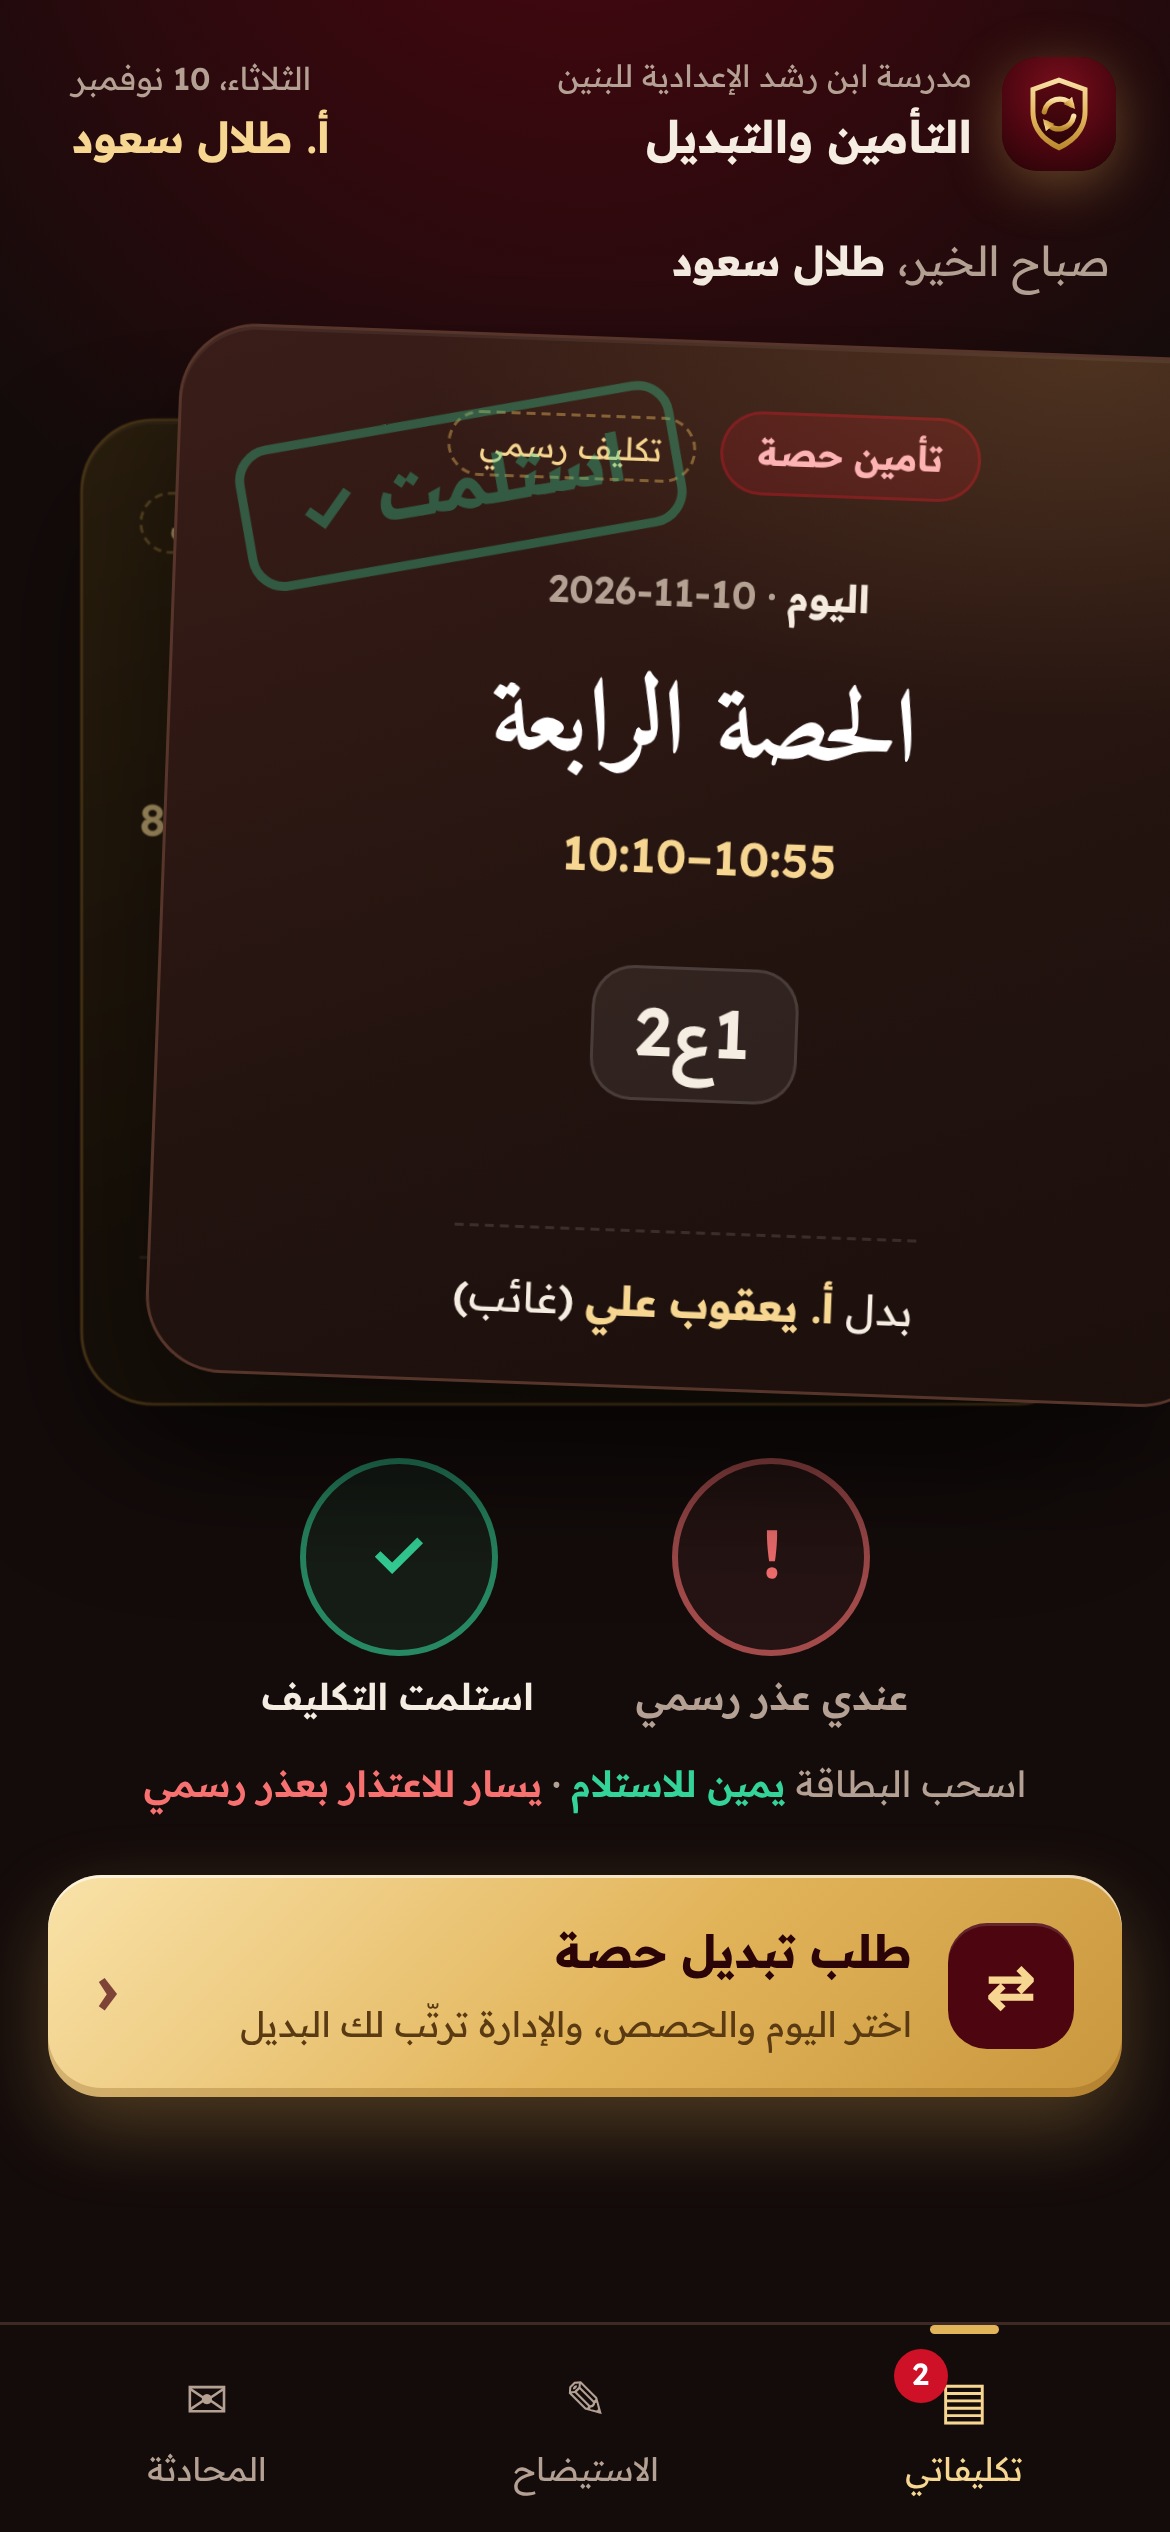 مدرسة ابن رشد الإعدادية للبنين
التأمين والتبديل
الثلاثاء، 10 نوفمبر
أ. طلال سعود
صباح الخير، طلال سعود
تأمين حصة
تكليف رسمي
استلمت ✓
اليوم · 2026-11-10
الحصة الرابعة
10:10–10:55
1ع2
بدل أ. يعقوب علي (غائب)
8
!
✓
عندي عذر رسمي
استلمت التكليف
اسحب البطاقة يمين للاستلام · يسار للاعتذار بعذر رسمي
طلب تبديل حصة
اختر اليوم والحصص، والإدارة ترتّب لك البديل
2
تكليفاتي
الاستيضاح
المحادثة